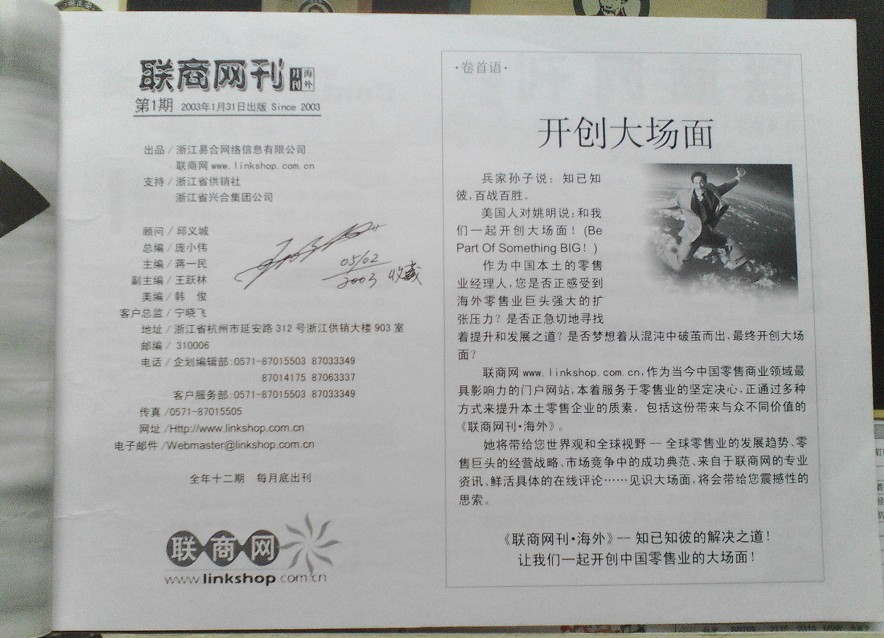 联商网刊
月刊
海外
第1期 2003年1月31日出版 Since 2003
出品/浙江易合网络信息有限公司
联商网www.linkshop.com.cn
支持/浙江省供销社
浙江省兴合集团公司
顾问/邱义城
总编/庞小伟
主编/蒋一民
副主编/王跃林
美编/韩 俊
客户总监/宁晓飞
05/02
2003 收藏
地址/浙江省杭州市延安路312号浙江供销大楼903室
邮编/310006
电话/企划编辑部:0571-87015503 87033349
87014175 87063337
客户服务部:0571-87015503 87033349
传真/0571-87015505
网址/Http://www.linkshop.com.cn
电子邮件/Webmaster@linkshop.com.cn
全年十二期 每月底出刊
联商网
www.linkshop.com.cn
·卷首语·
开创大场面
兵家孙子说:知已知
彼,百战百胜。
美国人对姚明说:和我
们一起开创大场面!(Be
Part Of Something BIG!)
作为中国本土的零售
业经理人,您是否正感受到
海外零售业巨头强大的扩
张压力?是否正急切地寻找
着提升和发展之道?是否梦想着从混沌中破茧而出,最终开创大场
面?
联商网www.linkshop.com.cn,作为当今中国零售商业领域最
具影响力的门户网站,本着服务于零售业的坚定决心,正通过多种
方式来提升本土零售企业的质素,包括这份带来与众不同价值的
《联商网刊·海外》。
她将带给您世界观和全球视野--全球零售业的发展趋势、零
售巨头的经营战略、市场竞争中的成功典范、来自于联商网的专业
资讯、鲜活具体的在线评论……见识大场面,将会带给您震撼性的
思索。
《联商网刊·海外》--知已知彼的解决之道!
让我们一起开创中国零售业的大场面!